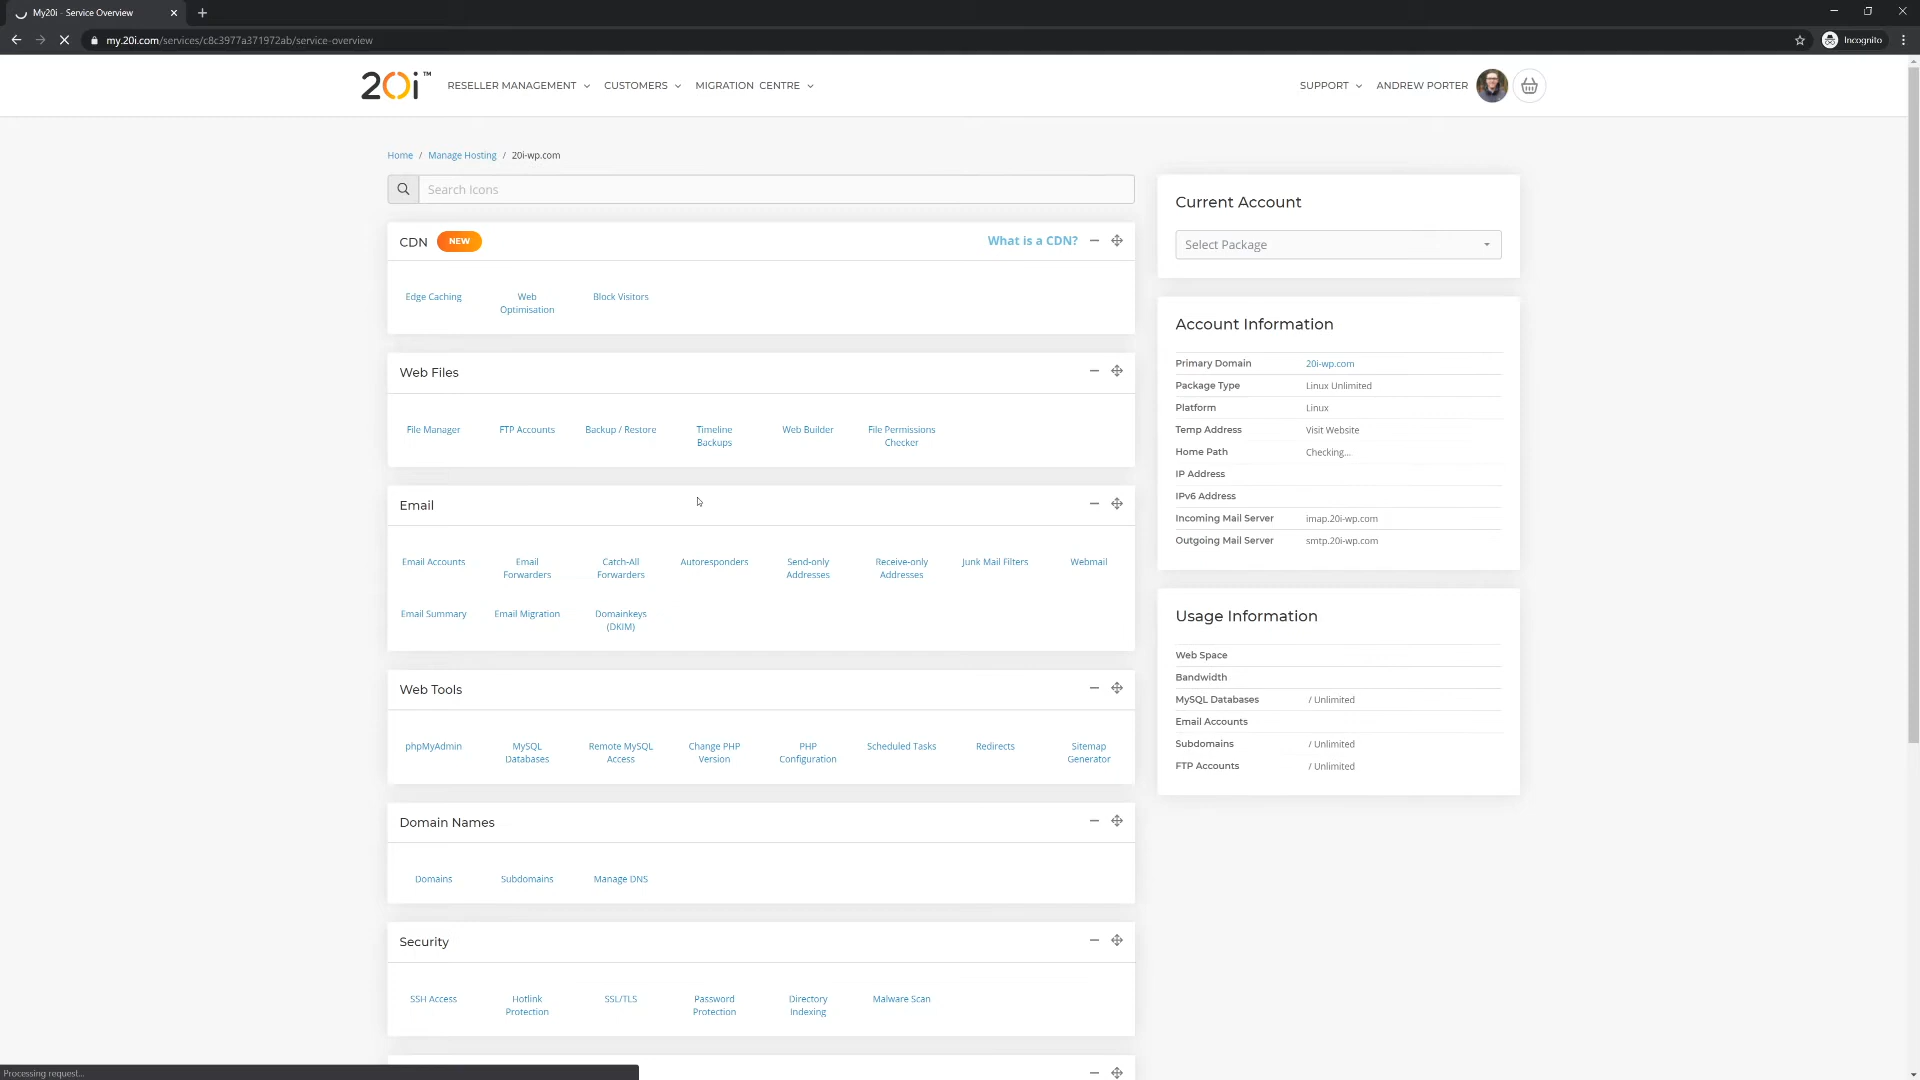 My20i - Service Overview
my.20i.com/services/c8c3977a371972ab/service-overview
Incognito
20i™
RESELLER MANAGEMENT
CUSTOMERS
MIGRATION CENTRE
SUPPORT
ANDREW PORTER
Home / Manage Hosting / 20i-wp.com
Search Icons
CDN NEW
What is a CDN?
Edge Caching
Web
Optimisation
Block Visitors
Web Files
File Manager
FTP Accounts
Backup / Restore
Timeline
Backups
Web Builder
File Permissions
Checker
Email
Email Accounts
Email
Forwarders
Catch-All
Forwarders
Autoresponders
Send-only
Addresses
Receive-only
Addresses
Junk Mail Filters
Webmail
Email Summary
Email Migration
Domainkeys
(DKIM)
Web Tools
phpMyAdmin
MySQL
Databases
Remote MySQL
Access
Change PHP
Version
PHP
Configuration
Scheduled Tasks
Redirects
Sitemap
Generator
Domain Names
Domains
Subdomains
Manage DNS
Security
SSH Access
Hotlink
Protection
SSL/TLS
Password
Protection
Directory
Indexing
Malware Scan
Current Account
Select Package
Account Information
Primary Domain 20i-wp.com
Package Type Linux Unlimited
Platform Linux
Temp Address Visit Website
Home Path Checking...
IP Address
IPv6 Address
Incoming Mail Server imap.20i-wp.com
Outgoing Mail Server smtp.20i-wp.com
Usage Information
Web Space
Bandwidth
MySQL Databases / Unlimited
Email Accounts
Subdomains / Unlimited
FTP Accounts / Unlimited
Processing request...